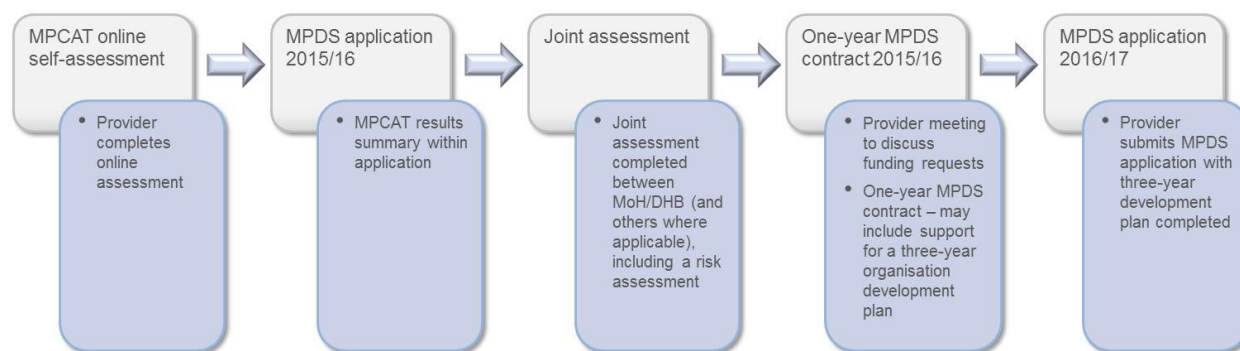 MPCAT online
self-assessment
• Provider
completes
online
assessment
MPDS application
2015/16
• MPCAT results
summary within
application
Joint assessment
• Joint
assessment
completed
between
MoH/DHB (and
others where
applicable),
including a risk
assessment
One-year MPDS
contract 2015/16
• Provider meeting
to discuss
funding requests
• One-year MPDS
contract – may
include support
for a three-year
organisation
development
plan
MPDS application
2016/17
• Provider
submits MPDS
application with
three-year
development
plan completed